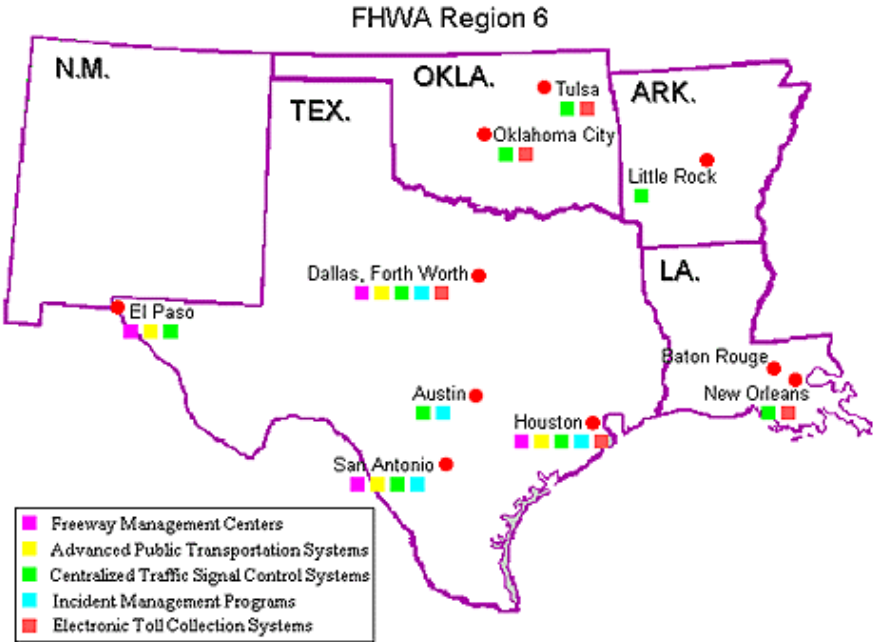 FHWA Region 6
N.M.
OKLA.
TEX.
Tulsa
ARK.
Oklahoma City
Little Rock
Dallas, Forth Worth
LA.
El Paso
Baton Rouge
Austin
New Orleans
Houston
San Antonio
Freeway Management Centers
Advanced Public Transportation Systems
Centralized Traffic Signal Control Systems
Incident Management Programs
Electronic Toll Collection Systems